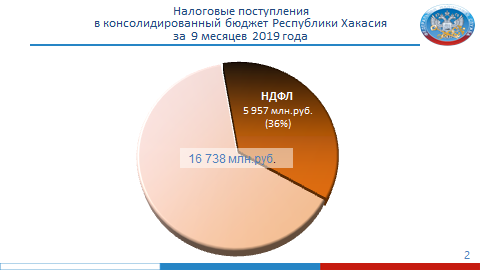 Налоговые поступления
в консолидированный бюджет Республики Хакасия
за 9 месяцев 2019 года
НДФЛ
5 957 млн.руб.
(36%)
16 738 млн.руб.
2